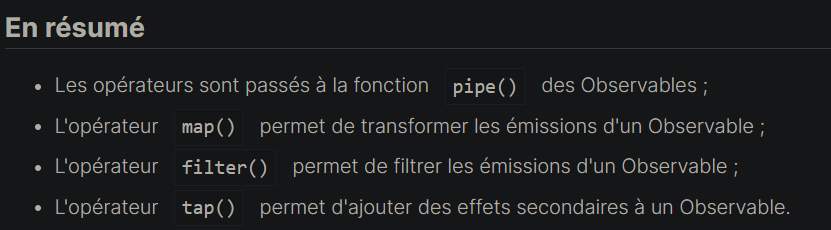 En résumé
Les opérateurs sont passés à la fonction pipe() des Observables ;
L'opérateur map() permet de transformer les émissions d'un Observable ;
L'opérateur filter() permet de filtrer les émissions d'un Observable ;
L'opérateur tap() permet d'ajouter des effets secondaires à un Observable.